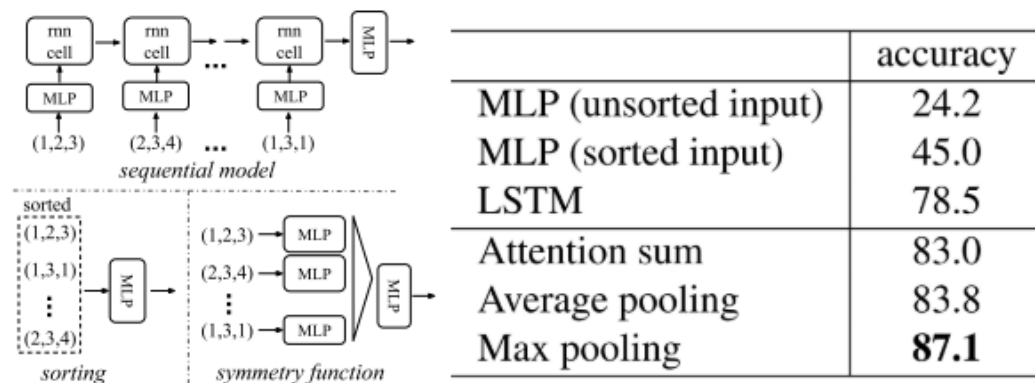 rnn cell rnn cell ... rnn cell MLP
MLP MLP MLP
(1,2,3) (2,3,4) ... (1,3,1)
sequential model
sorted
(1,2,3)
(1,3,1)
⋮
(2,3,4)
MLP
sorting
(1,2,3) MLP
(2,3,4) MLP
⋮
(1,3,1) MLP
MLP
symmetry function
accuracy
MLP (unsorted input) 24.2
MLP (sorted input) 45.0
LSTM 78.5
Attention sum 83.0
Average pooling 83.8
Max pooling 87.1